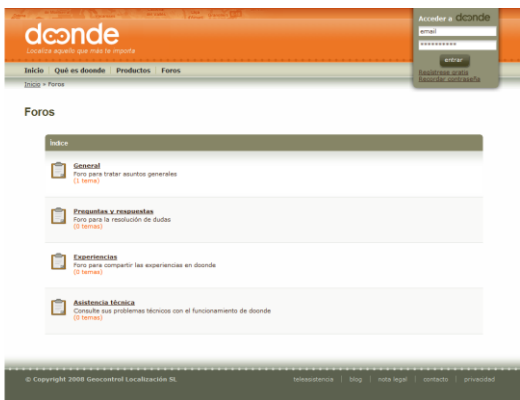 Acceder a doonde
email
**********
entrar
Regístrese gratis
Recordar contraseña
doonde
Localiza aquello que más te importa
Inicio | Qué es doonde | Productos | Foros
Inicio > Foros
Foros
Índice
General
Foro para tratar asuntos generales
(1 tema)
Preguntas y respuestas
Foro para la resolución de dudas
(0 temas)
Experiencias
Foro para compartir las experiencias en doonde
(0 temas)
Asistencia técnica
Consulte sus problemas técnicos con el funcionamiento de doonde
(0 temas)
© Copyright 2008 Geocontrol Localización SL
teleasistencia | blog | nota legal | contacto | privacidad